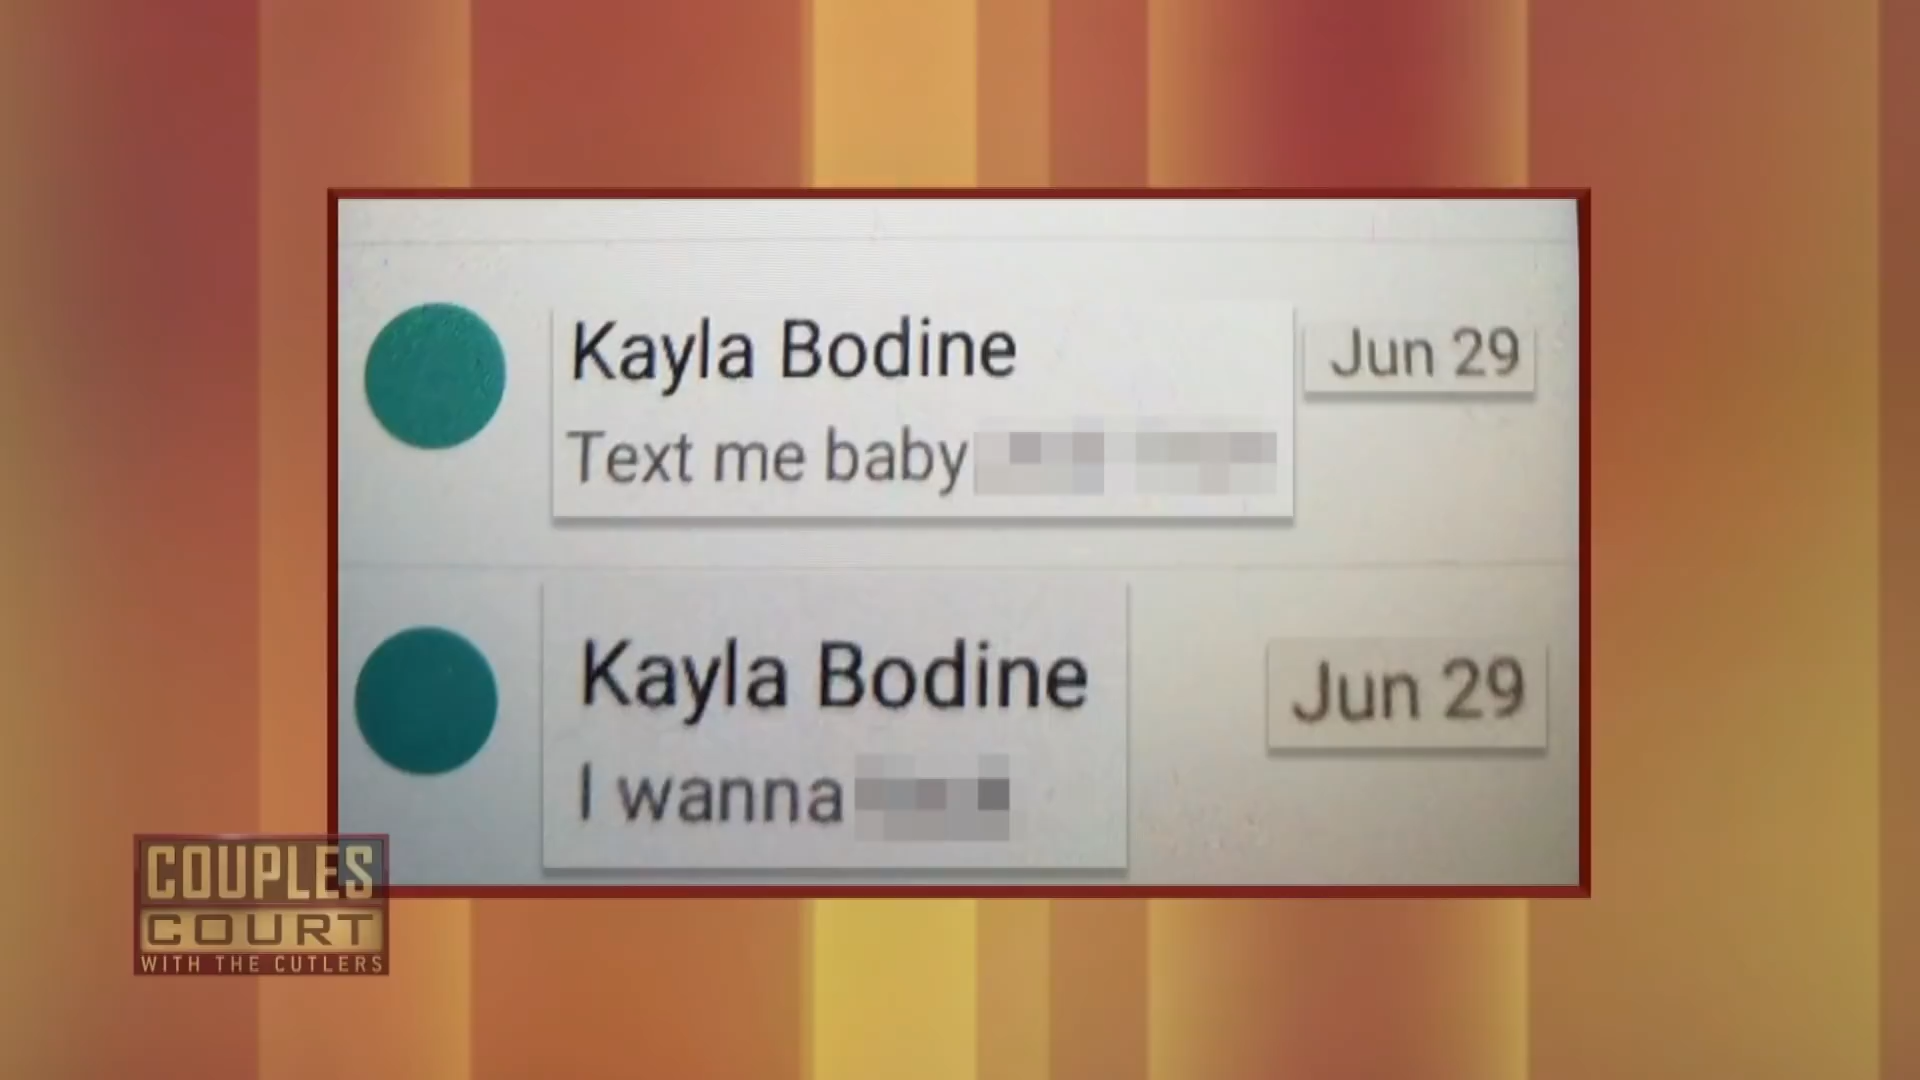 Kayla Bodine
Jun 29
Text me baby
Kayla Bodine
Jun 29
I wanna
COUPLES
COURT
WITH THE CUTLERS